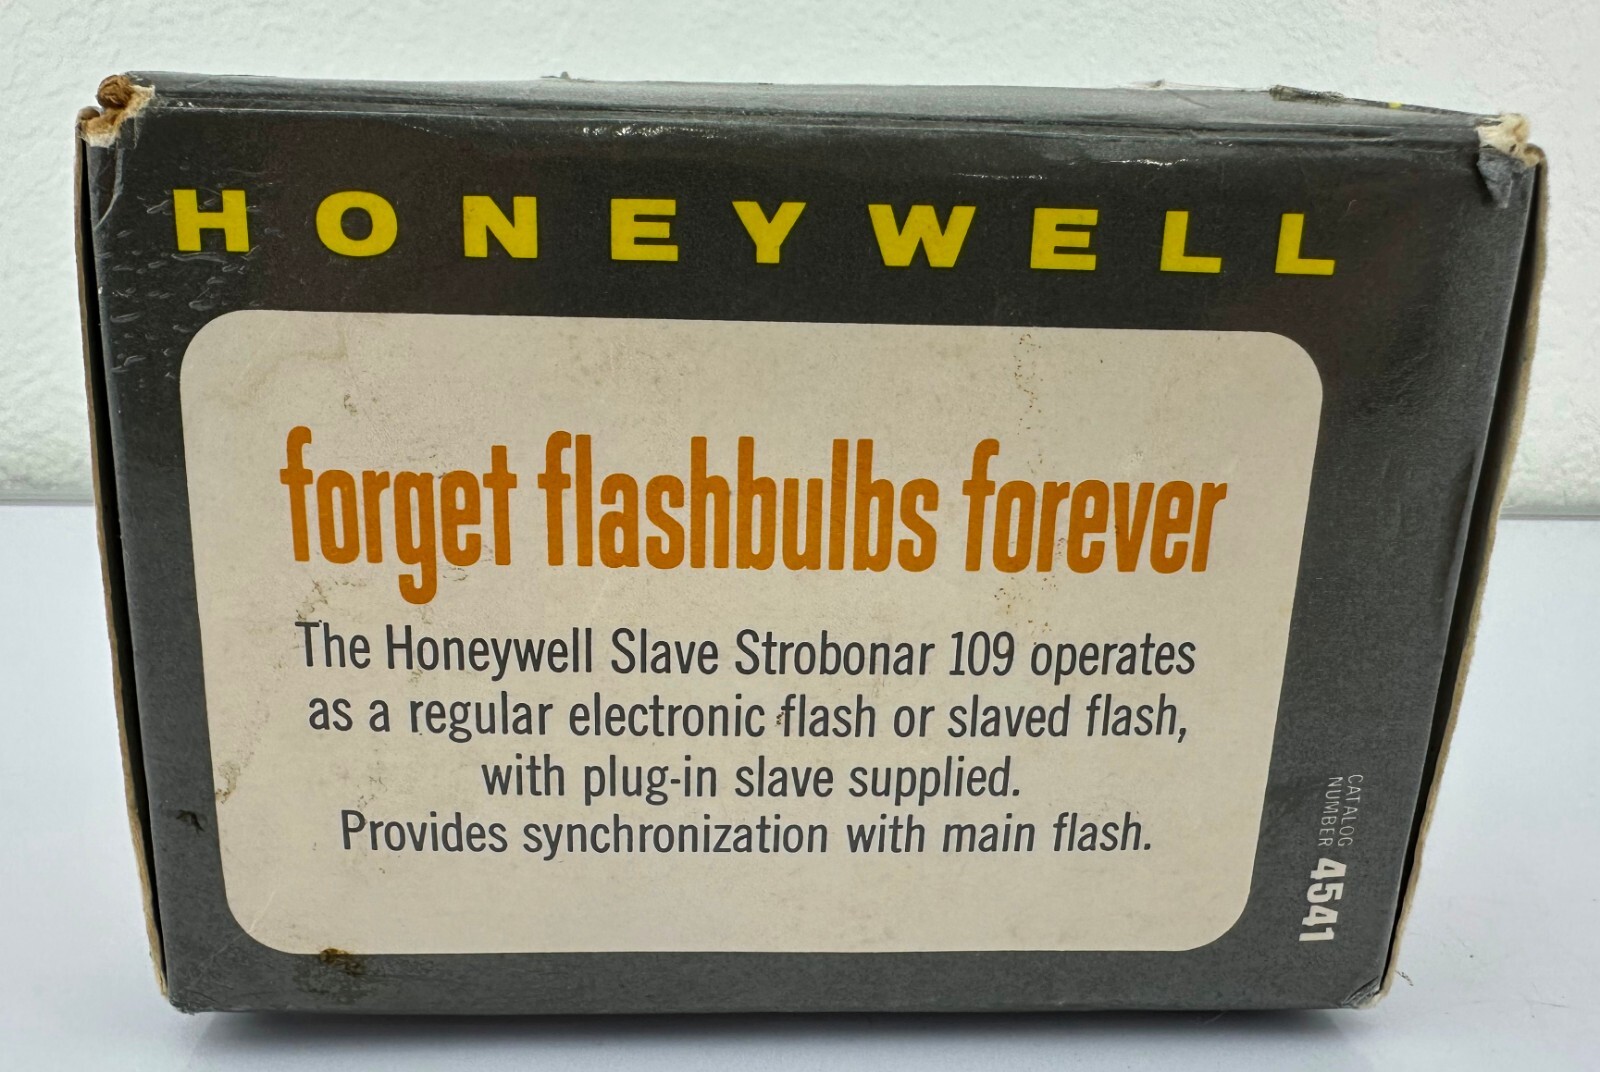 HONEYWELL
forget flashbulbs forever
The Honeywell Slave Strobonar 109 operates
as a regular electronic flash or slaved flash,
with plug-in slave supplied.
Provides synchronization with main flash.
CATALOG
NUMBER 4541